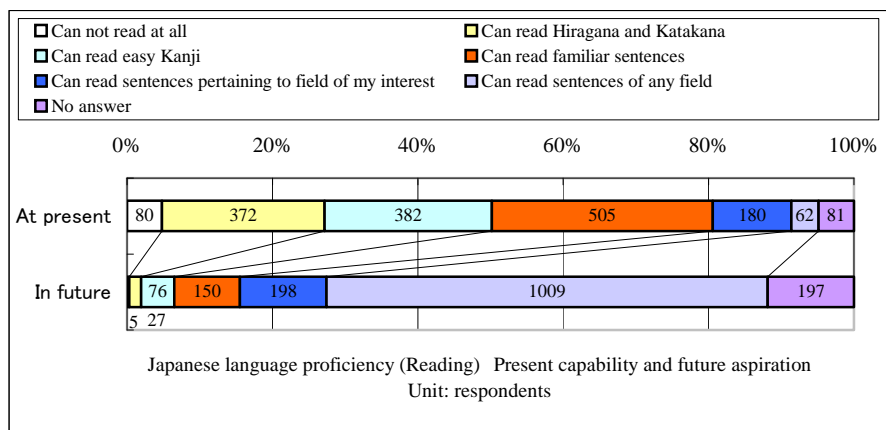 Can not read at all
Can read Hiragana and Katakana
Can read easy Kanji
Can read familiar sentences
Can read sentences pertaining to field of my interest
Can read sentences of any field
No answer
0% 20% 40% 60% 80% 100%
At present 80 372 382 505 180 62 81
In future 76 150 198 1009 197
5 27
Japanese language proficiency (Reading) Present capability and future aspiration
Unit: respondents